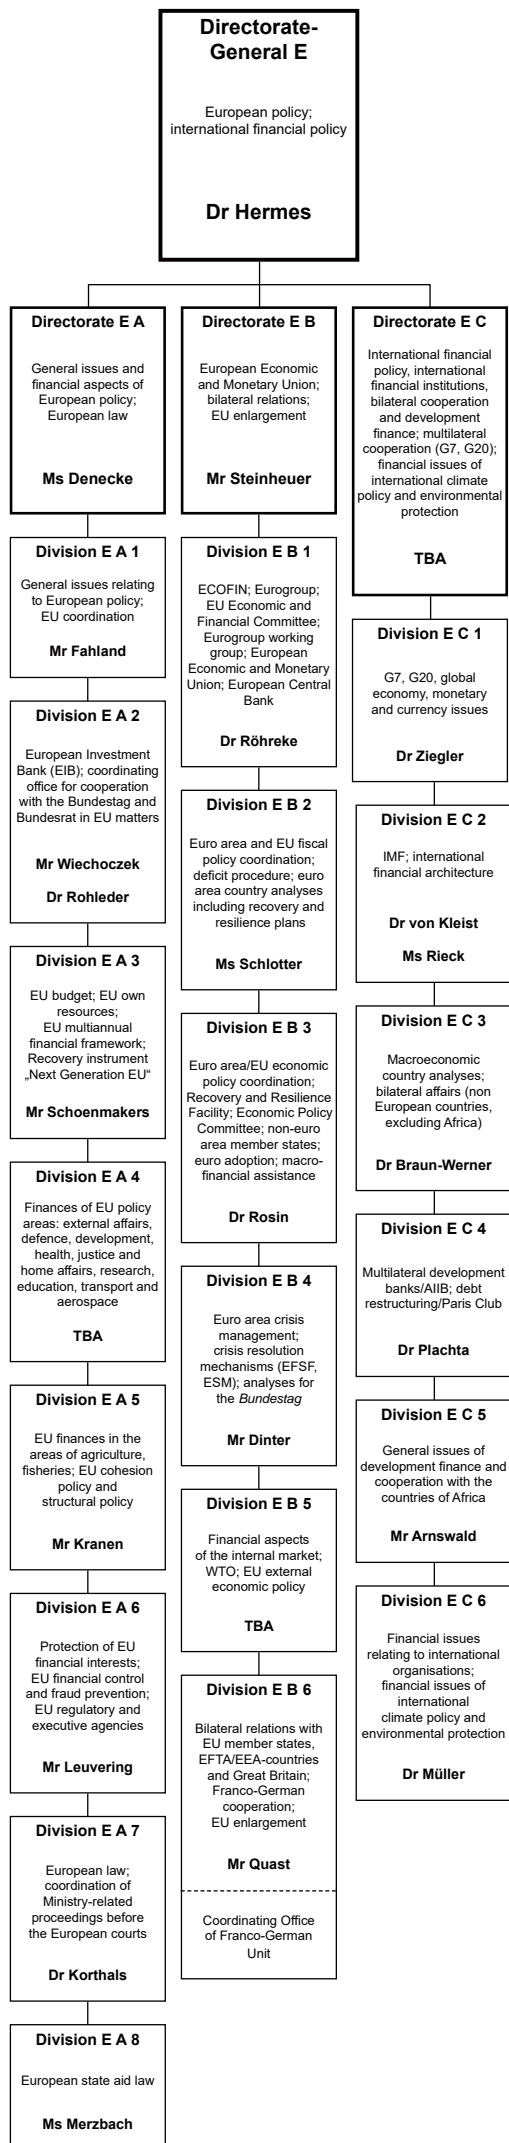 Directorate-
General E
European policy;
international financial policy
Dr Hermes
Directorate E A
General issues and
financial aspects of
European policy;
European law
Ms Denecke
Division E A 1
General issues relating
to European policy;
EU coordination
Mr Fahland
Division E A 2
European Investment
Bank (EIB); coordinating
office for cooperation
with the Bundestag and
Bundesrat in EU matters
Mr Wiechoczek
Dr Rohleder
Division E A 3
EU budget; EU own
resources;
EU multiannual
financial framework;
Recovery instrument
„Next Generation EU“
Mr Schoenmakers
Division E A 4
Finances of EU policy
areas: external affairs,
defence, development,
health, justice and
home affairs, research,
education, transport and
aerospace
TBA
Division E A 5
EU finances in the
areas of agriculture,
fisheries; EU cohesion
policy and
structural policy
Mr Kranen
Division E A 6
Protection of EU
financial interests;
EU financial control
and fraud prevention;
EU regulatory and
executive agencies
Mr Leuvering
Division E A 7
European law;
coordination of
Ministry-related
proceedings before
the European courts
Dr Korthals
Division E A 8
European state aid law
Ms Merzbach
Directorate E B
European Economic
and Monetary Union;
bilateral relations;
EU enlargement
Mr Steinheuer
Division E B 1
ECOFIN; Eurogroup;
EU Economic and
Financial Committee;
Eurogroup working
group; European
Economic and Monetary
Union; European Central
Bank
Dr Röhreke
Division E B 2
Euro area and EU fiscal
policy coordination;
deficit procedure; euro
area country analyses
including recovery and
resilience plans
Ms Schlotter
Division E B 3
Euro area/EU economic
policy coordination;
Recovery and Resilience
Facility; Economic Policy
Committee; non-euro
area member states;
euro adoption; macro-
financial assistance
Dr Rosin
Division E B 4
Euro area crisis
management;
crisis resolution
mechanisms (EFSF,
ESM); analyses for
the Bundestag
Mr Dinter
Division E B 5
Financial aspects
of the internal market;
WTO; EU external
economic policy
TBA
Division E B 6
Bilateral relations with
EU member states,
EFTA/EEA-countries
and Great Britain;
Franco-German
cooperation;
EU enlargement
Mr Quast
Coordinating Office
of Franco-German
Unit
Directorate E C
International financial
policy, international
financial institutions,
bilateral cooperation
and development
finance; multilateral
cooperation (G7, G20);
financial issues of
international climate
policy and environmental
protection
TBA
Division E C 1
G7, G20, global
economy, monetary
and currency issues
Dr Ziegler
Division E C 2
IMF; international
financial architecture
Dr von Kleist
Ms Rieck
Division E C 3
Macroeconomic
country analyses;
bilateral affairs (non
European countries,
excluding Africa)
Dr Braun-Werner
Division E C 4
Multilateral development
banks/AIIB; debt
restructuring/Paris Club
Dr Plachta
Division E C 5
General issues of
development finance and
cooperation with the
countries of Africa
Mr Arnswald
Division E C 6
Financial issues
relating to international
organisations;
financial issues of
international
climate policy and
environmental protection
Dr Müller